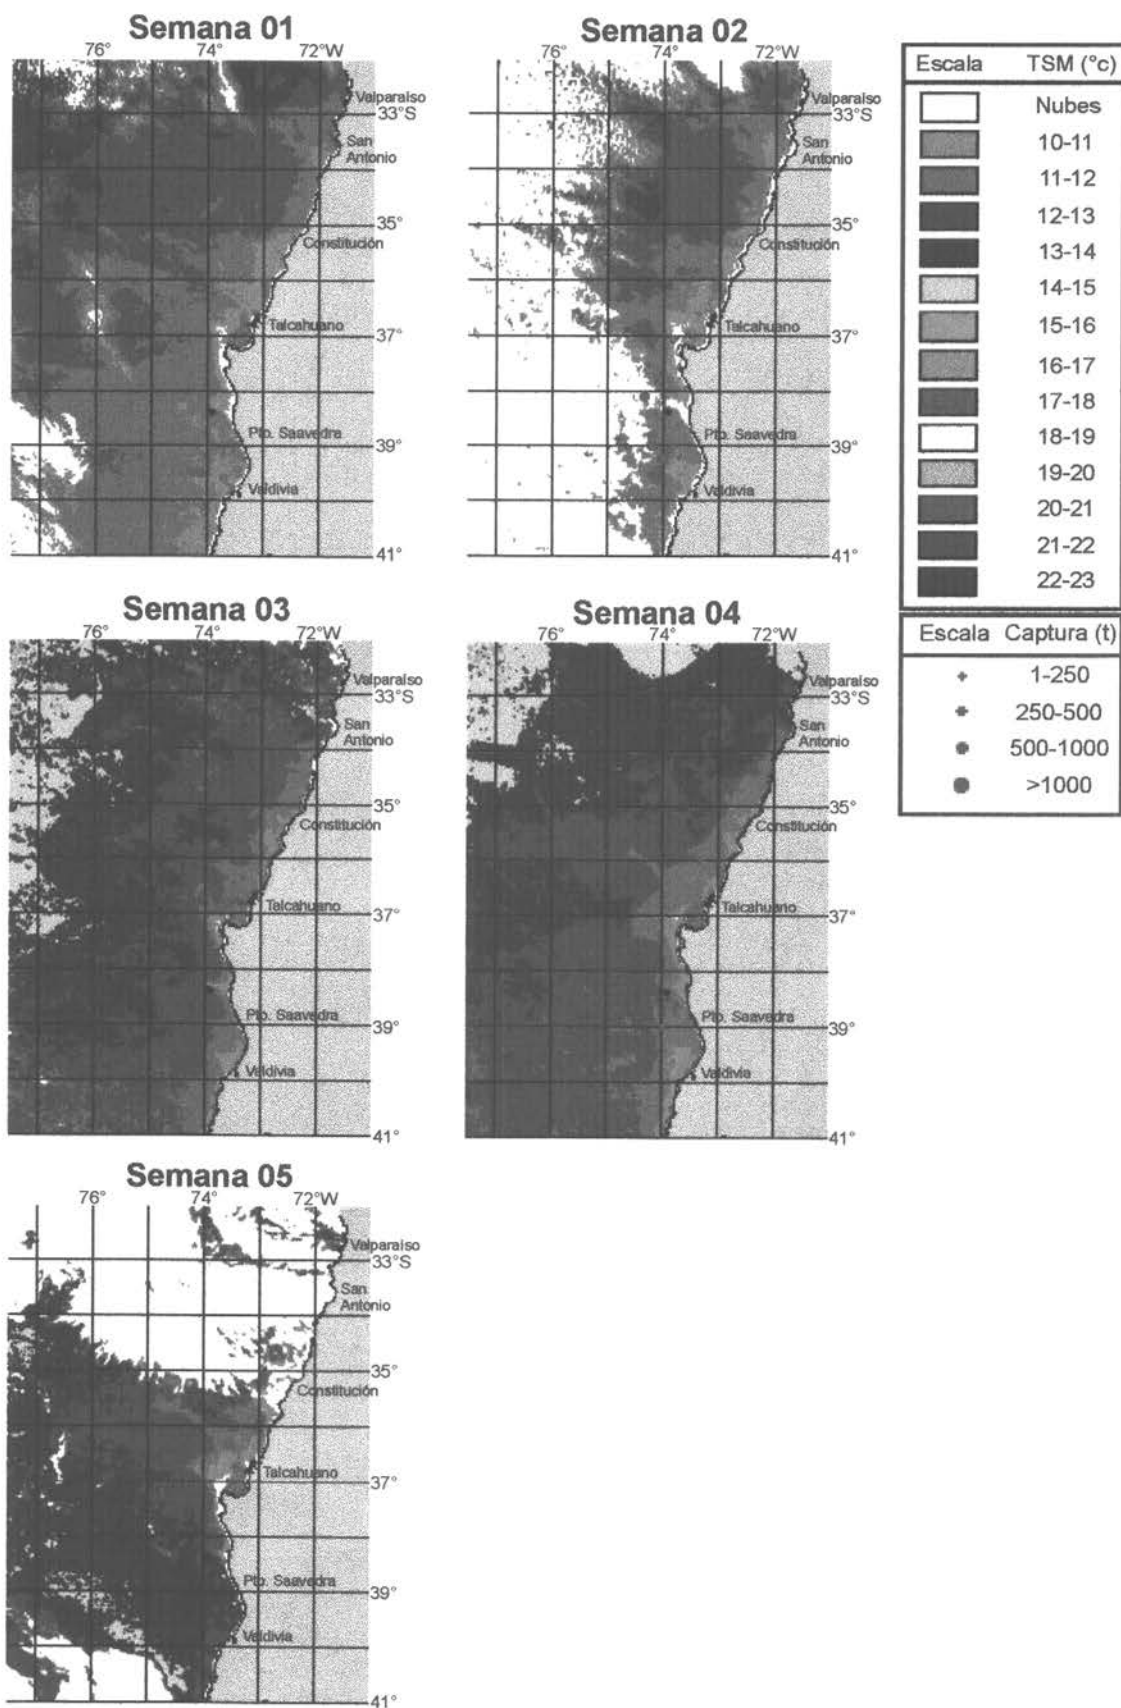 Semana 01
76° 74° 72°W
Valparaíso
33°S
San
Antonio
35°
Constitución
Talcahuano
37°
Pto. Saavedra
39°
Valdivia
41°
Semana 02
76° 74° 72°W
Valparaíso
33°S
San
Antonio
35°
Constitución
Talcahuano
37°
Pto. Saavedra
39°
Valdivia
41°
Escala TSM (°c)
Nubes
10-11
11-12
12-13
13-14
14-15
15-16
16-17
17-18
18-19
19-20
20-21
21-22
22-23
Escala Captura (t)
1-250
250-500
500-1000
>1000
Semana 03
76° 74° 72°W
Valparaíso
33°S
San
Antonio
35°
Constitución
Talcahuano
37°
Pto. Saavedra
39°
Valdivia
41°
Semana 04
76° 74° 72°W
Valparaíso
33°S
San
Antonio
35°
Constitución
Talcahuano
37°
Pto. Saavedra
39°
Valdivia
41°
Semana 05
76° 74° 72°W
Valparaíso
33°S
San
Antonio
35°
Constitución
Talcahuano
37°
Pto. Saavedra
39°
Valdivia
41°